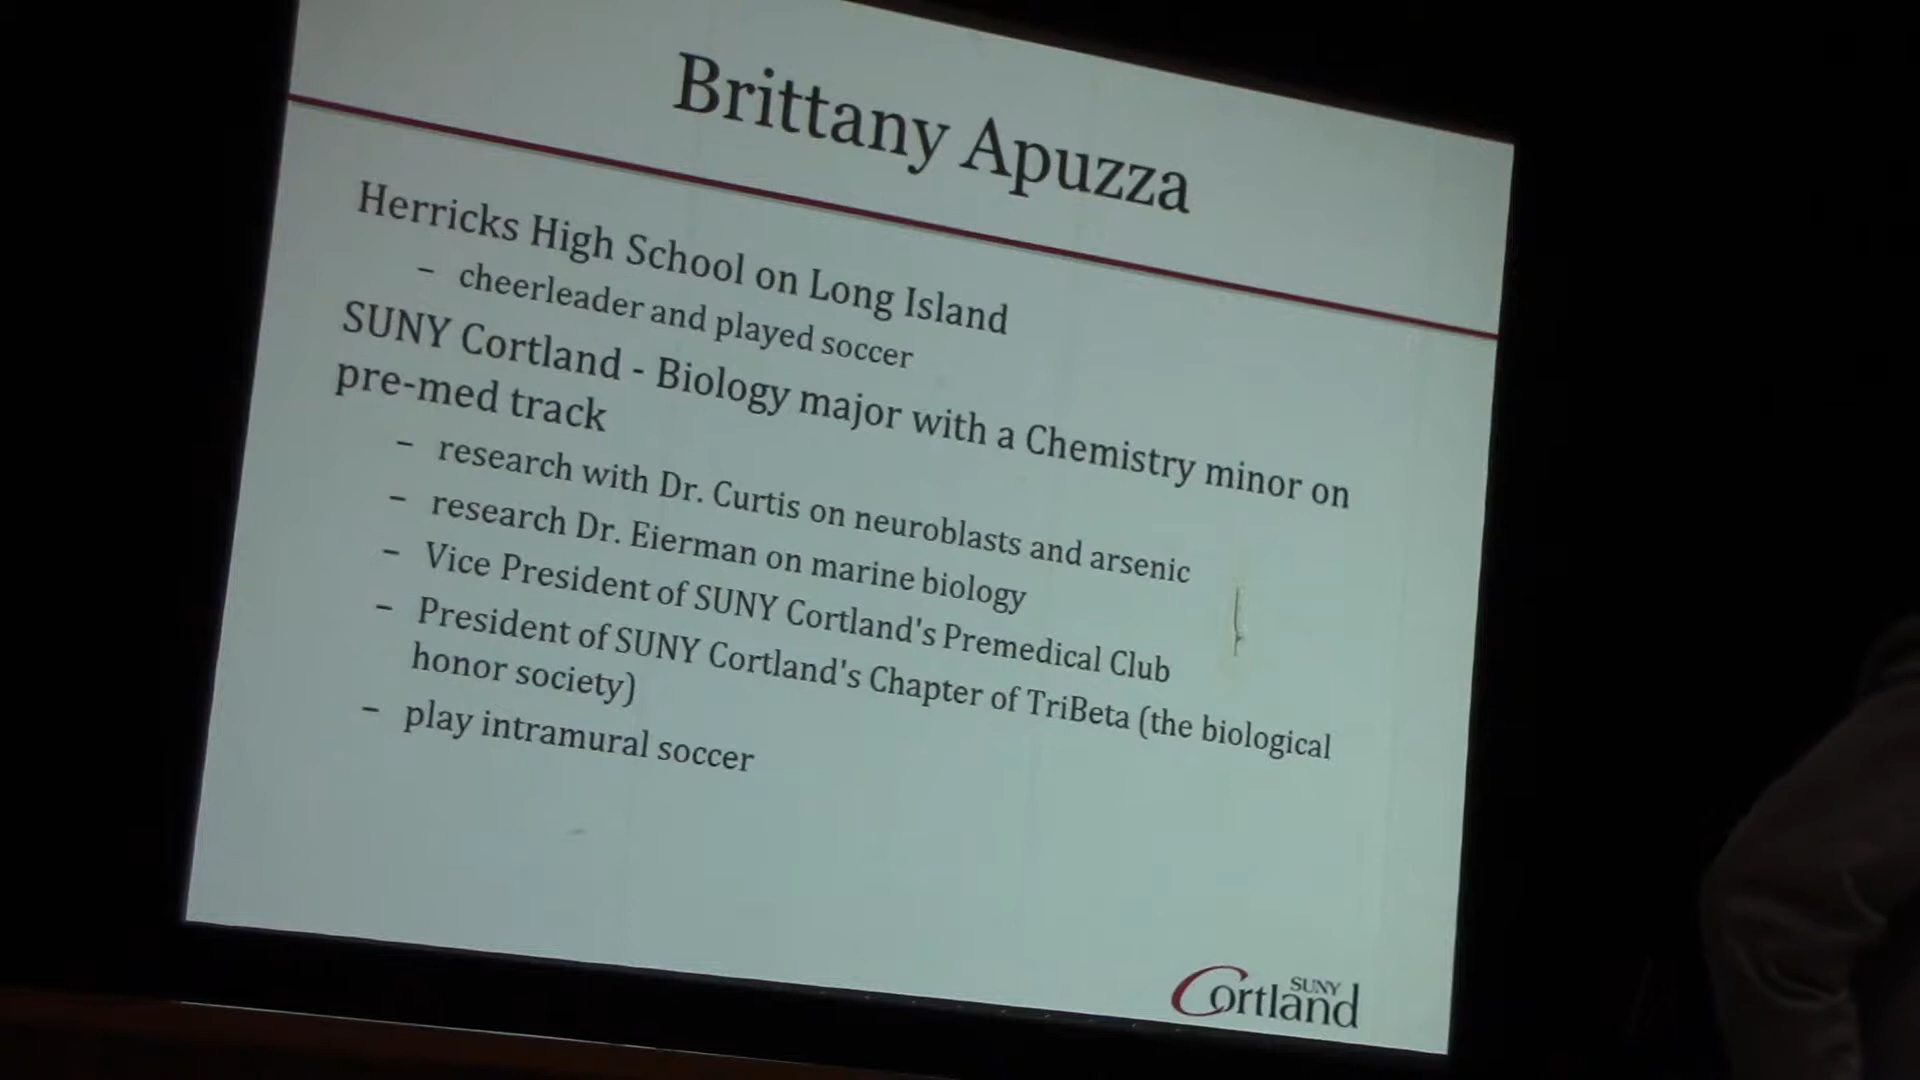 Brittany Apuzza
Herricks High School on Long Island
– cheerleader and played soccer
SUNY Cortland - Biology major with a Chemistry minor on
pre-med track
– research with Dr. Curtis on neuroblasts and arsenic
– research Dr. Eierman on marine biology
– Vice President of SUNY Cortland's Premedical Club
– President of SUNY Cortland's Chapter of TriBeta (the biological
honor society)
– play intramural soccer
SUNY
Cortland